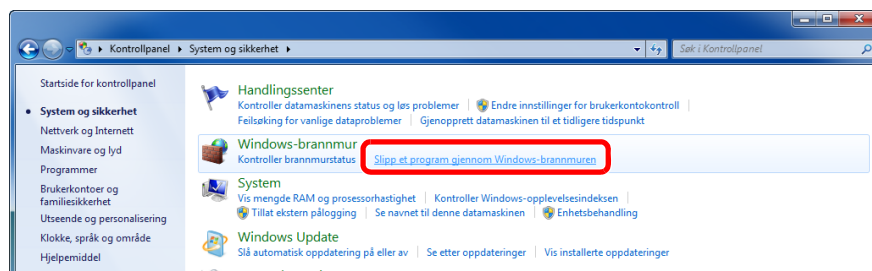 Kontrollpanel ▸ System og sikkerhet ▸
Søk i Kontrollpanel
Startside for kontrollpanel
System og sikkerhet
Nettverk og Internett
Maskinvare og lyd
Programmer
Brukerkontoer og
familiesikkerhet
Utseende og personalisering
Klokke, språk og område
Hjelpemiddel
Handlingssenter
Kontroller datamaskinens status og løs problemer Endre innstillinger for brukerkontokontroll
Feilsøking for vanlige dataproblemer Gjenopprett datamaskinen til et tidligere tidspunkt
Windows-brannmur
Kontroller brannmurstatus Slipp et program gjennom Windows-brannmuren
System
Vis mengde RAM og prosessorhastighet Kontroller Windows-opplevelsesindeksen
Tillat ekstern pålogging Se navnet til denne datamaskinen Enhetsbehandling
Windows Update
Slå automatisk oppdatering på eller av Se etter oppdateringer Vis installerte oppdateringer